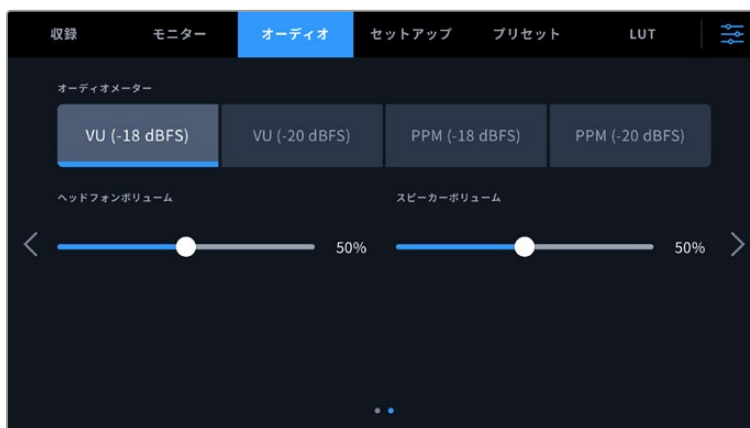 収録 モニター オーディオ セットアップ プリセット LUT
オーディオメーター
VU (-18 dBFS) VU (-20 dBFS) PPM (-18 dBFS) PPM (-20 dBFS)
ヘッドフォンボリューム スピーカーボリューム
50% 50%